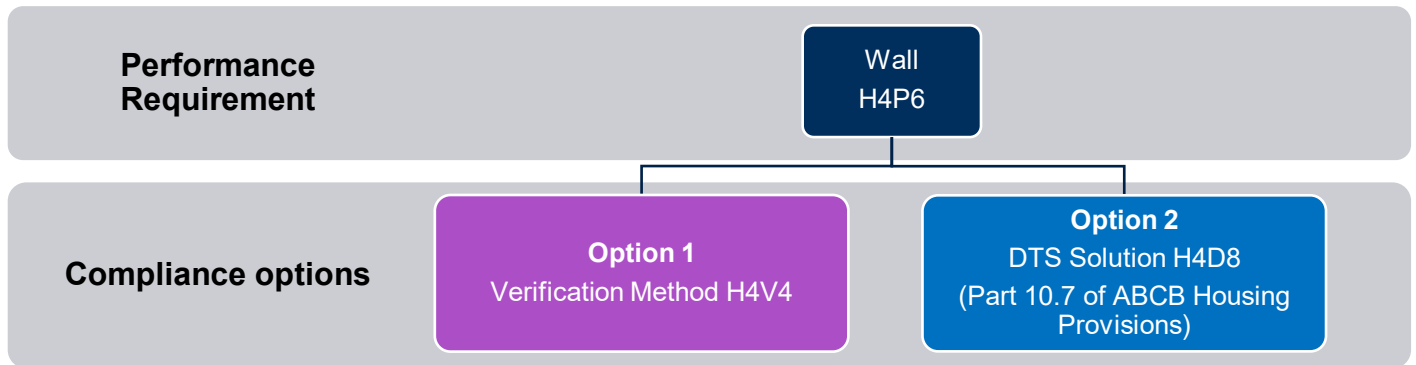 Performance
Requirement
Wall
H4P6
Compliance options
Option 1
Verification Method H4V4
Option 2
DTS Solution H4D8
(Part 10.7 of ABCB Housing
Provisions)